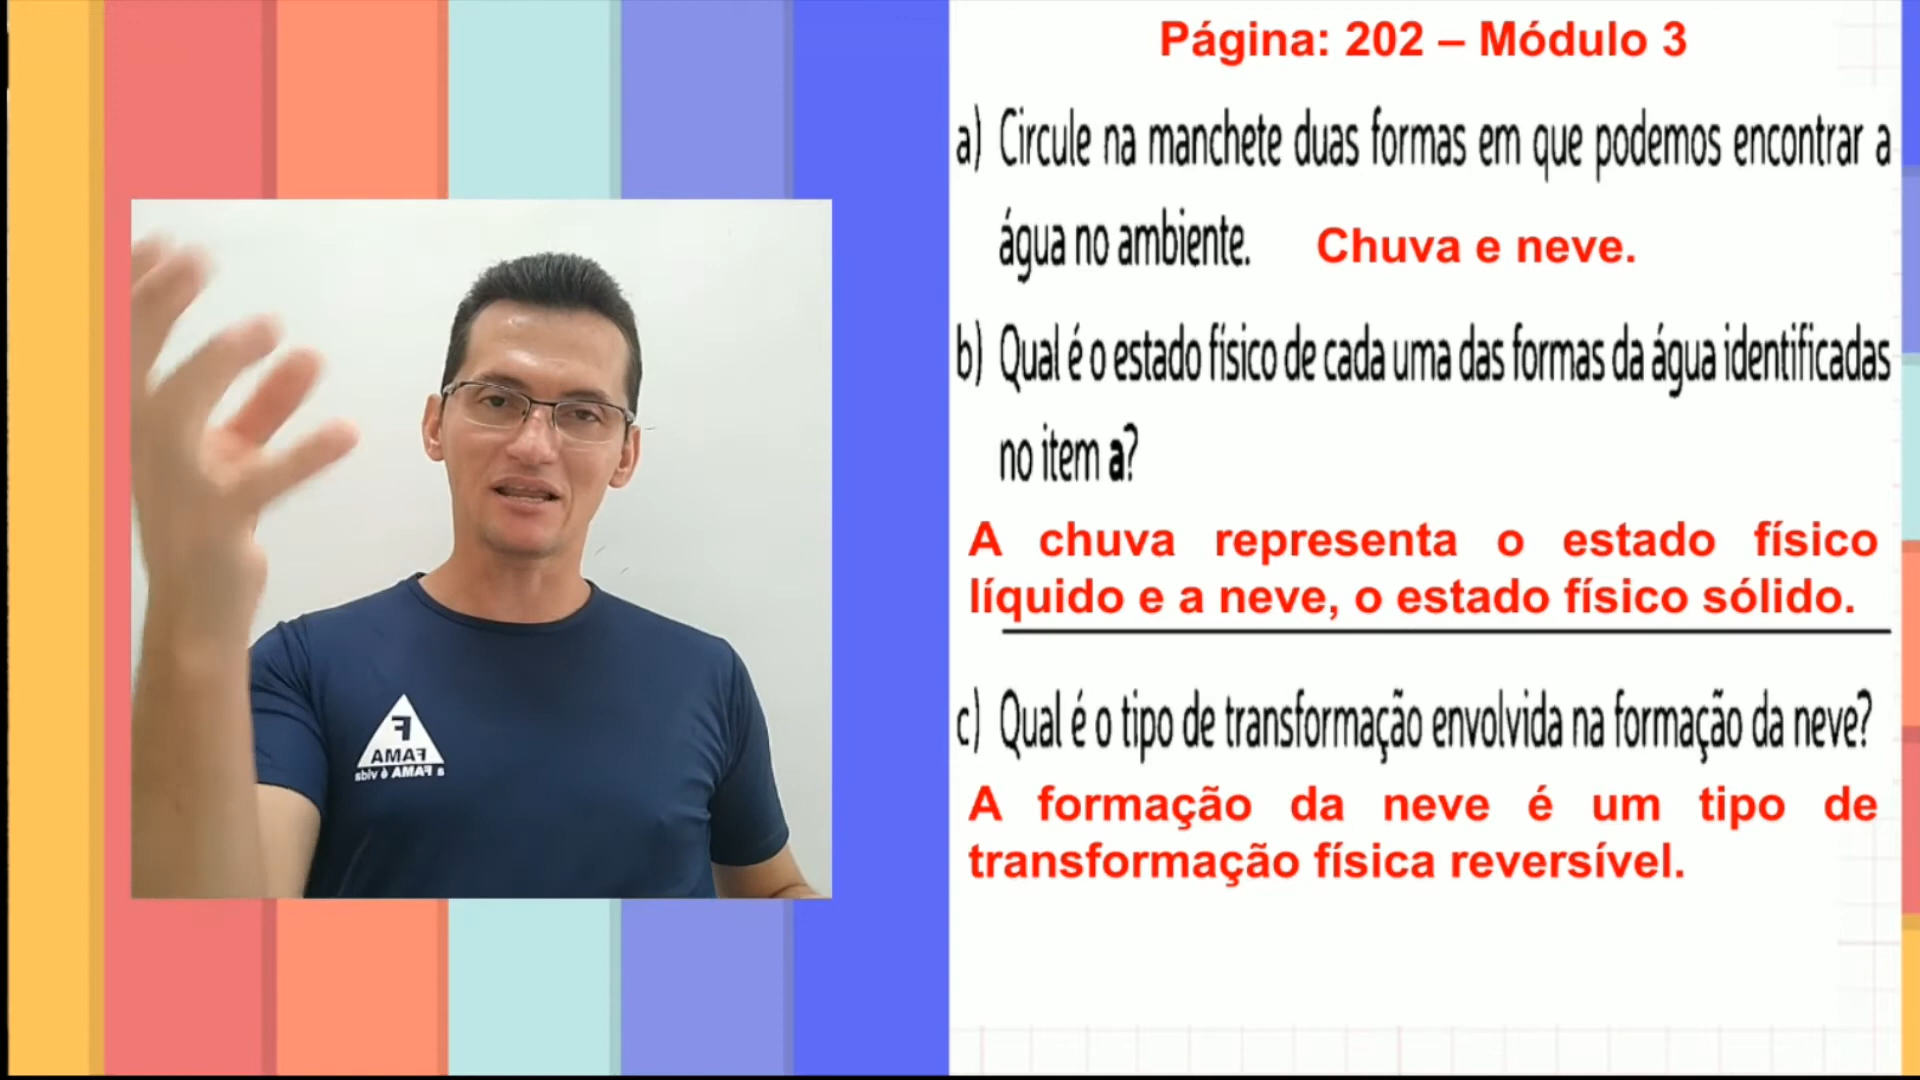 Página: 202 – Módulo 3
a) Circule na manchete duas formas em que podemos encontrar a
água no ambiente. Chuva e neve.
b) Qual é o estado físico de cada uma das formas da água identificadas
no item a?
A chuva representa o estado físico
líquido e a neve, o estado físico sólido.
c) Qual é o tipo de transformação envolvida na formação da neve?
A formação da neve é um tipo de
transformação física reversível.
F
FAMA
a FAMA é vida